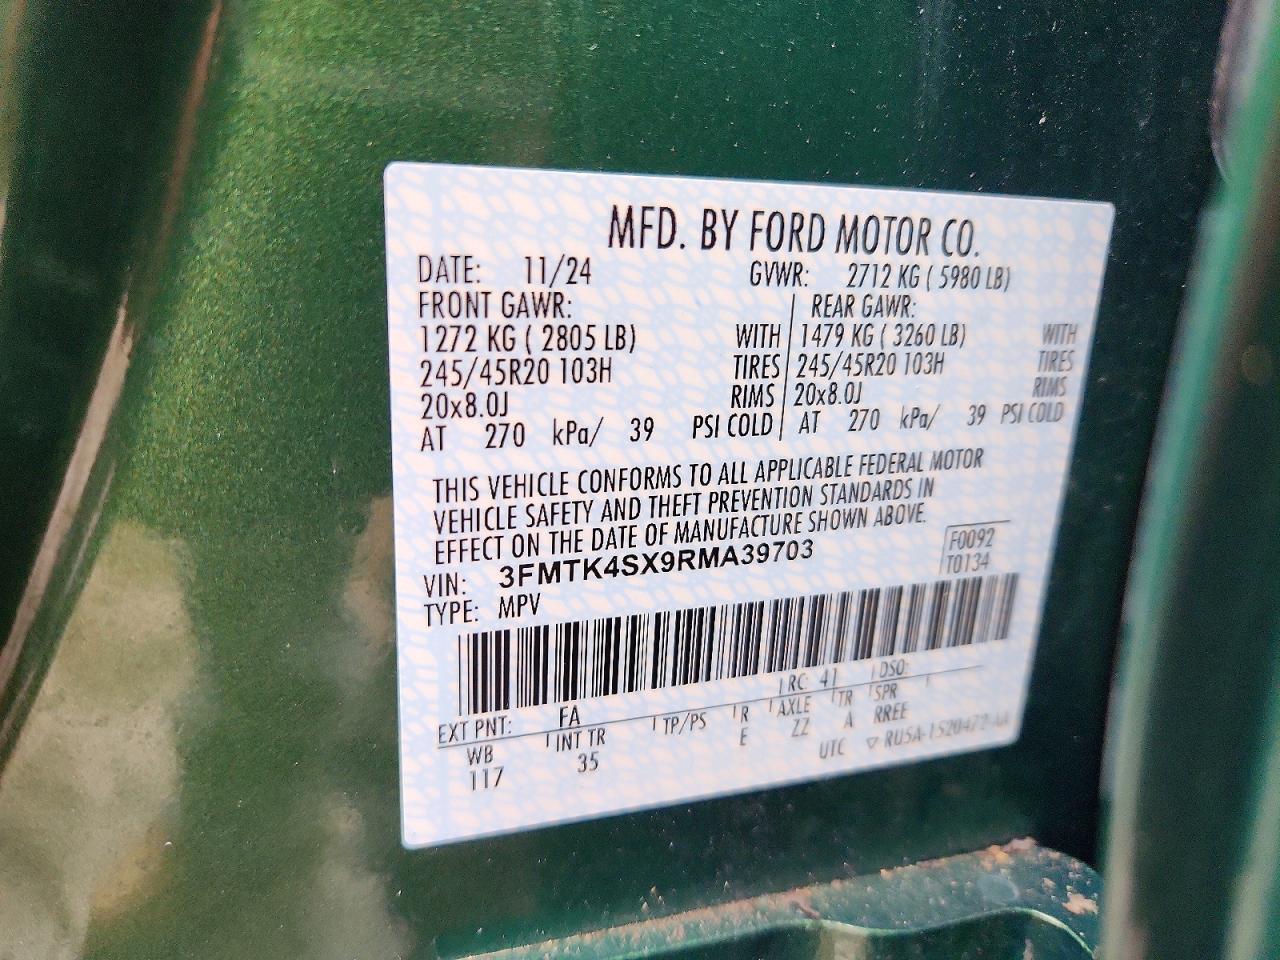 MFD. BY FORD MOTOR CO.
DATE: 11/24 GVWR: 2712 KG ( 5980 LB)
FRONT GAWR: REAR GAWR:
1272 KG ( 2805 LB) WITH 1479 KG ( 3260 LB) WITH
245/45R20 103H TIRES 245/45R20 103H TIRES
20x8.0J RIMS 20x8.0J RIMS
AT 270 kPa/ 39 PSI COLD AT 270 kPa/ 39 PSI COLD
THIS VEHICLE CONFORMS TO ALL APPLICABLE FEDERAL MOTOR
VEHICLE SAFETY AND THEFT PREVENTION STANDARDS IN
EFFECT ON THE DATE OF MANUFACTURE SHOWN ABOVE.
VIN: 3FMTK4SX9RMA39703 F0092
TYPE: MPV T0134
EXT PNT: FA RC: 41 DSO:
WB INT TR TP/PS R AXLE TR SPR
117 35 E ZZ A RREE
UTC ▽ RU5A-1520472-AA